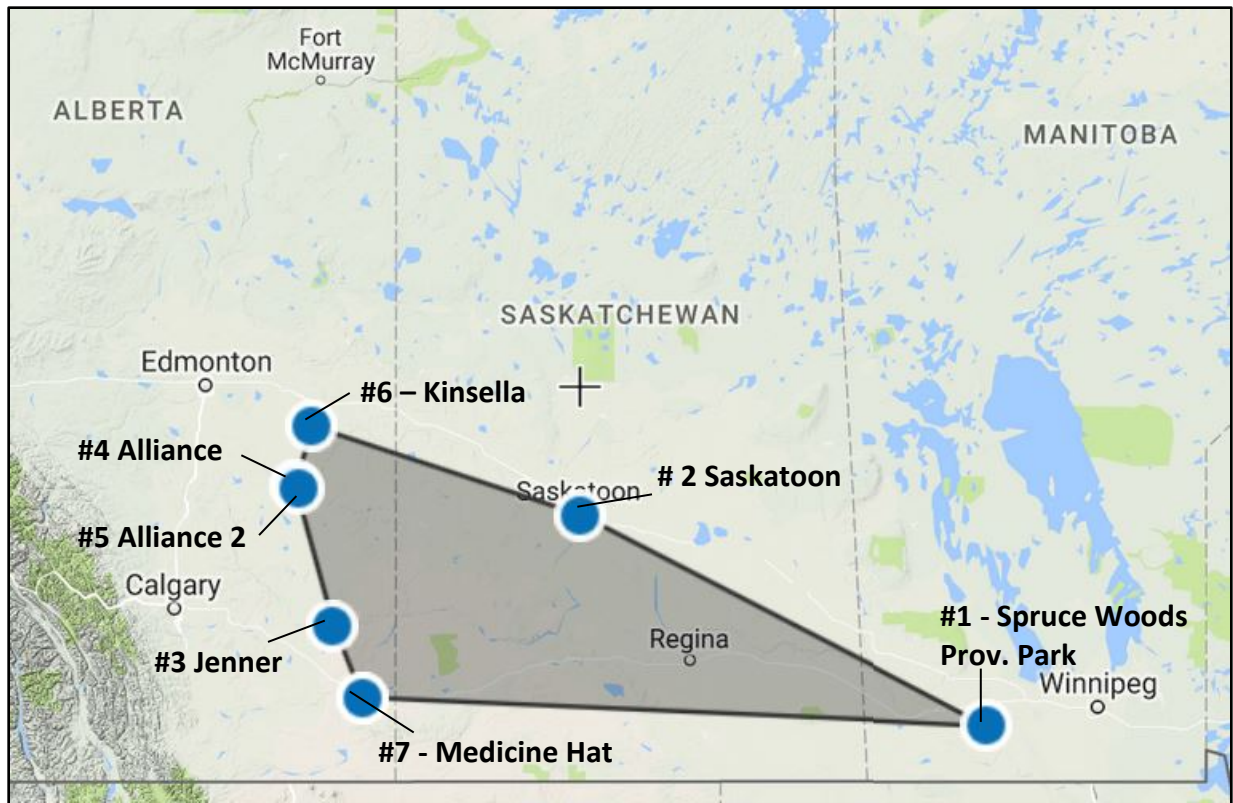 Fort
McMurray
ALBERTA
MANITOBA
SASKATCHEWAN
Edmonton
#6 – Kinsella
#4 Alliance
Saskatoon
# 2 Saskatoon
#5 Alliance 2
Calgary
#1 - Spruce Woods
Prov. Park
Regina
#3 Jenner
Winnipeg
#7 - Medicine Hat